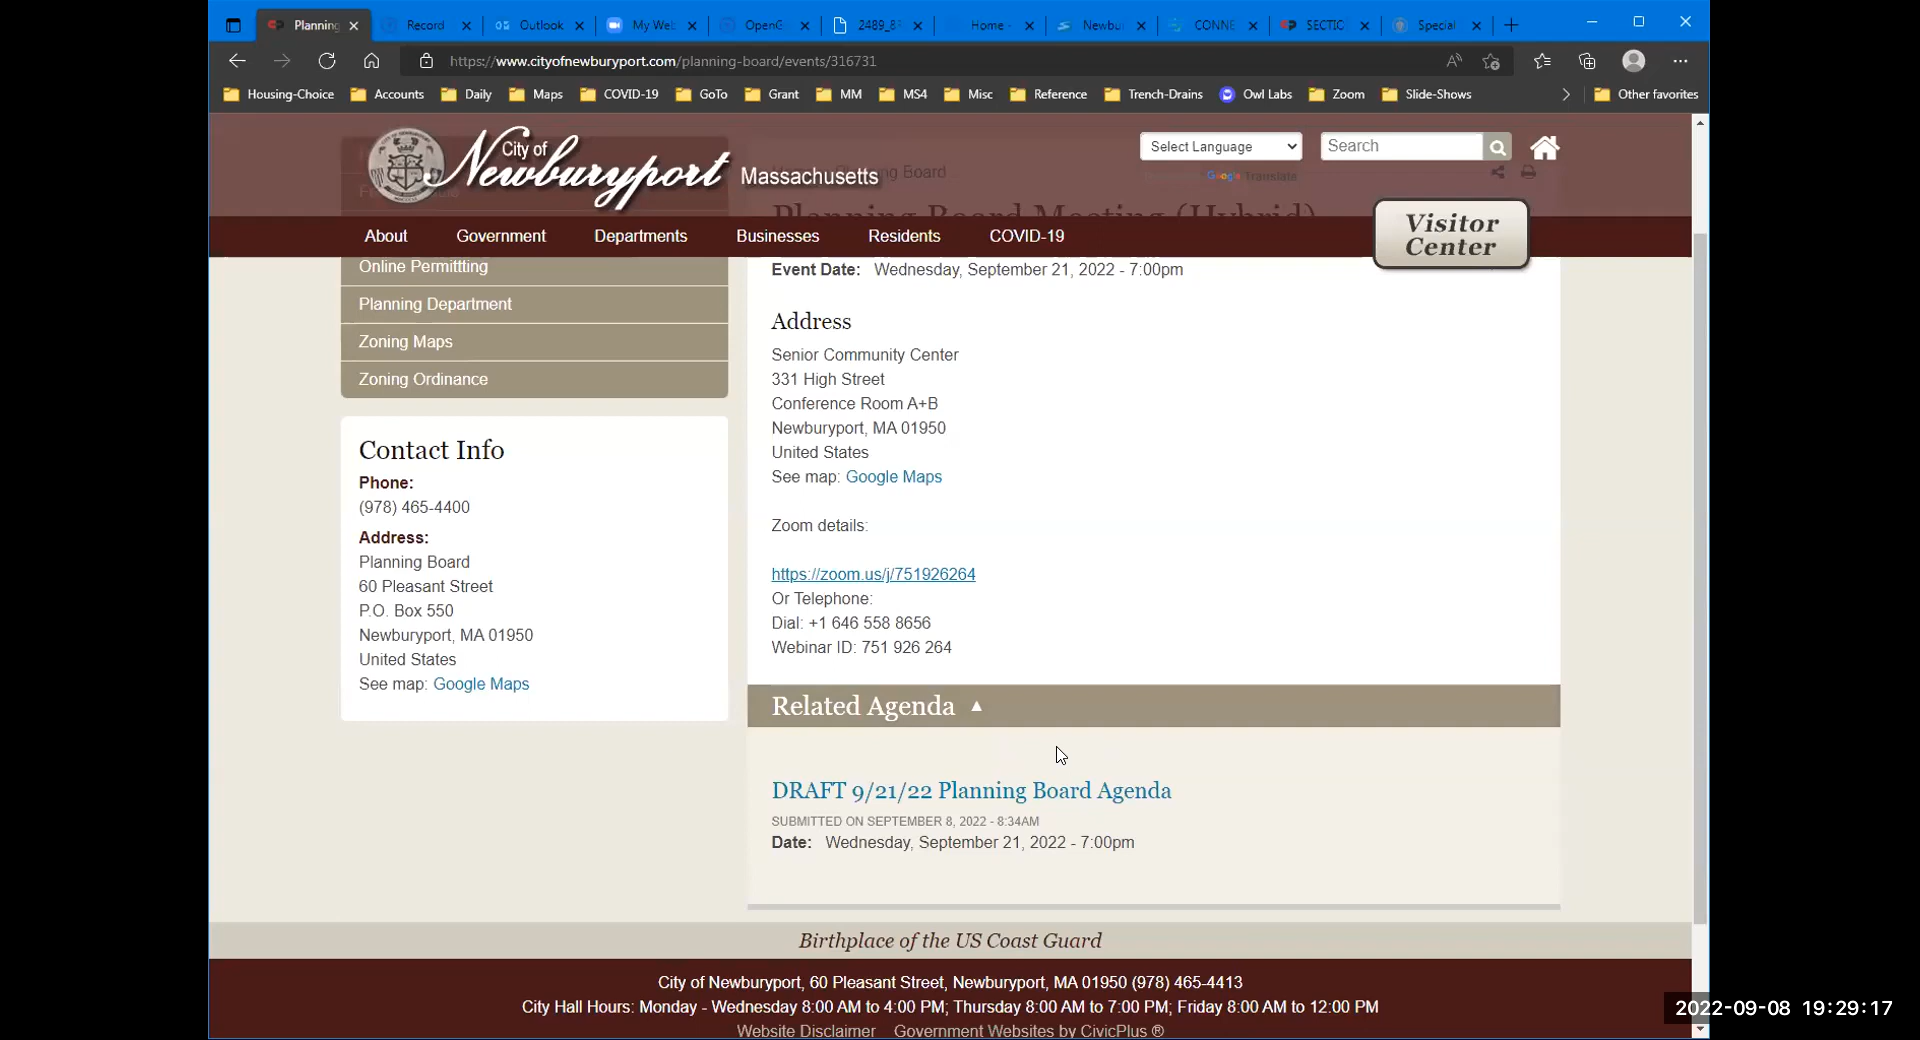 Planning
Record
Outlook
My Web
OpenG
2489_8
Home
Newbu
CONNE
SECTIO
Special
https://www.cityofnewburyport.com/planning-board/events/316731
Housing-Choice
Accounts
Daily
Maps
COVID-19
GoTo
Grant
MM
MS4
Misc
Reference
Trench-Drains
Owl Labs
Zoom
Slide-Shows
Other favorites
City of
Newburyport
Massachusetts
Select Language
Search
Google Translate
Planning Board Meeting (Hybrid)
Visitor
Center
About
Government
Departments
Businesses
Residents
COVID-19
Online Permittting
Planning Department
Zoning Maps
Zoning Ordinance
Contact Info
Phone:
(978) 465-4400
Address:
Planning Board
60 Pleasant Street
P.O. Box 550
Newburyport, MA 01950
United States
See map: Google Maps
Event Date: Wednesday, September 21, 2022 - 7:00pm
Address
Senior Community Center
331 High Street
Conference Room A+B
Newburyport, MA 01950
United States
See map: Google Maps
Zoom details:
https://zoom.us/j/751926264
Or Telephone:
Dial: +1 646 558 8656
Webinar ID: 751 926 264
Related Agenda ▲
DRAFT 9/21/22 Planning Board Agenda
SUBMITTED ON SEPTEMBER 8, 2022 - 8:34AM
Date: Wednesday, September 21, 2022 - 7:00pm
Birthplace of the US Coast Guard
City of Newburyport, 60 Pleasant Street, Newburyport, MA 01950 (978) 465-4413
City Hall Hours: Monday - Wednesday 8:00 AM to 4:00 PM; Thursday 8:00 AM to 7:00 PM; Friday 8:00 AM to 12:00 PM
Website Disclaimer
Government Websites by CivicPlus ®
2022-09-08 19:29:17